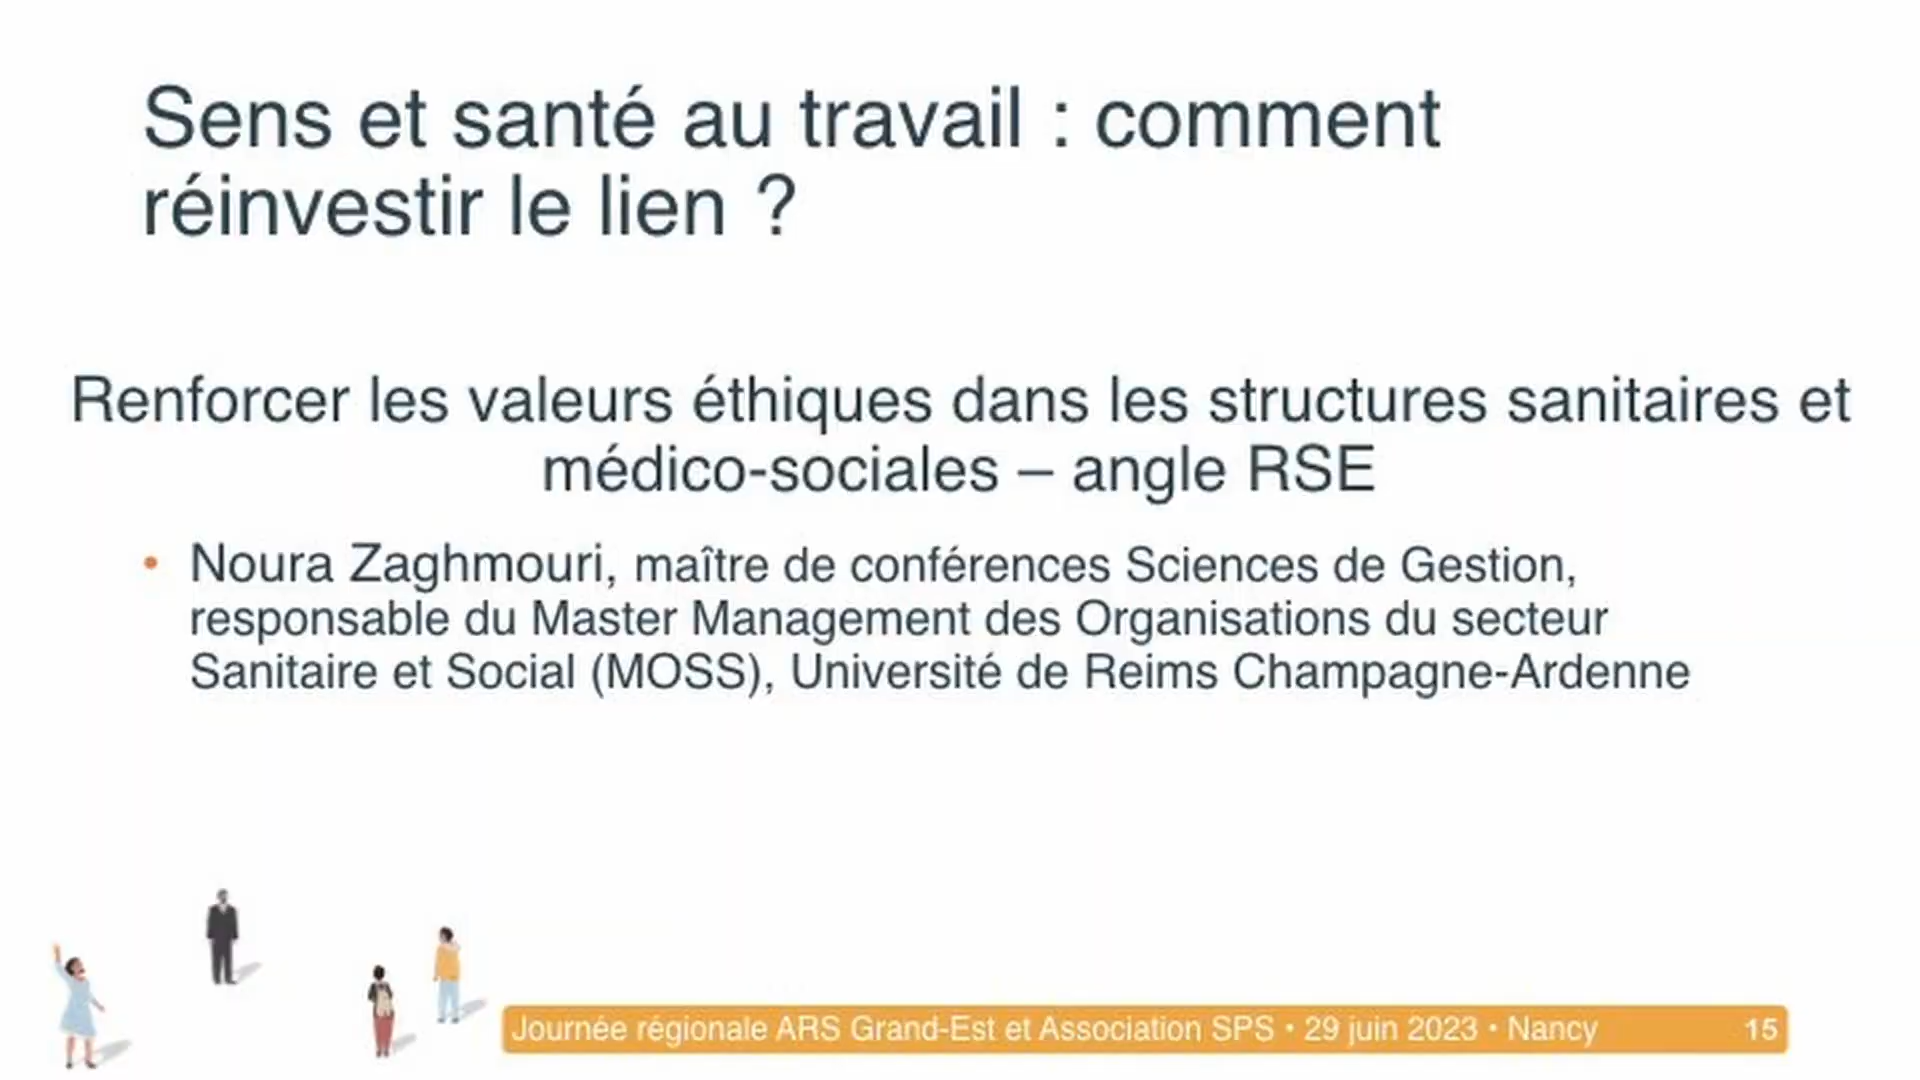 Sens et santé au travail : comment
réinvestir le lien ?
Renforcer les valeurs éthiques dans les structures sanitaires et
médico-sociales – angle RSE
• Noura Zaghmouri, maître de conférences Sciences de Gestion,
responsable du Master Management des Organisations du secteur
Sanitaire et Social (MOSS), Université de Reims Champagne-Ardenne
Journée régionale ARS Grand-Est et Association SPS • 29 juin 2023 • Nancy 15